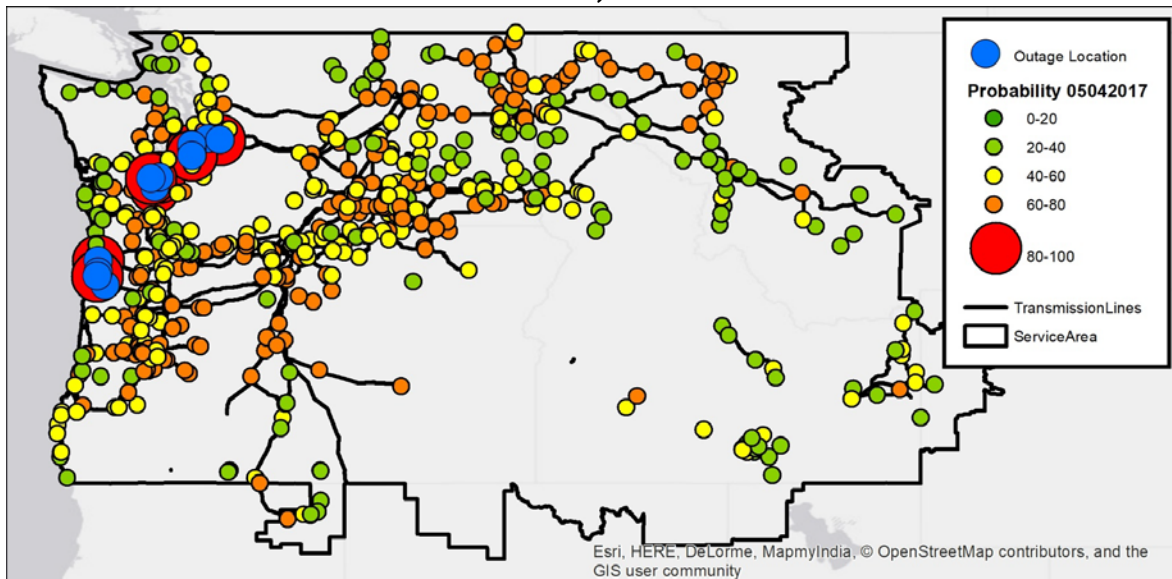 Outage Location
Probability 05042017
0-20
20-40
40-60
60-80
80-100
TransmissionLines
ServiceArea
Esri, HERE, DeLorme, MapmyIndia, © OpenStreetMap contributors, and the
GIS user community